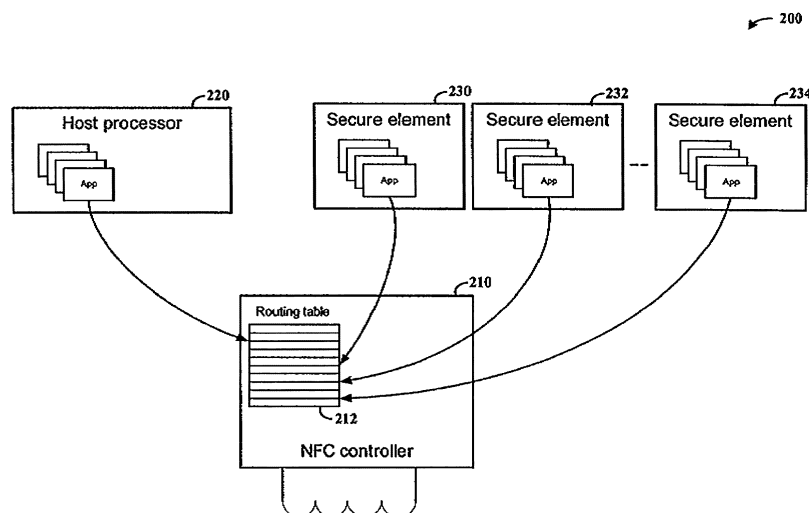 200
220
Host processor
App
230
Secure element
App
232
Secure element
App
234
Secure element
App
210
Routing table
212
NFC controller